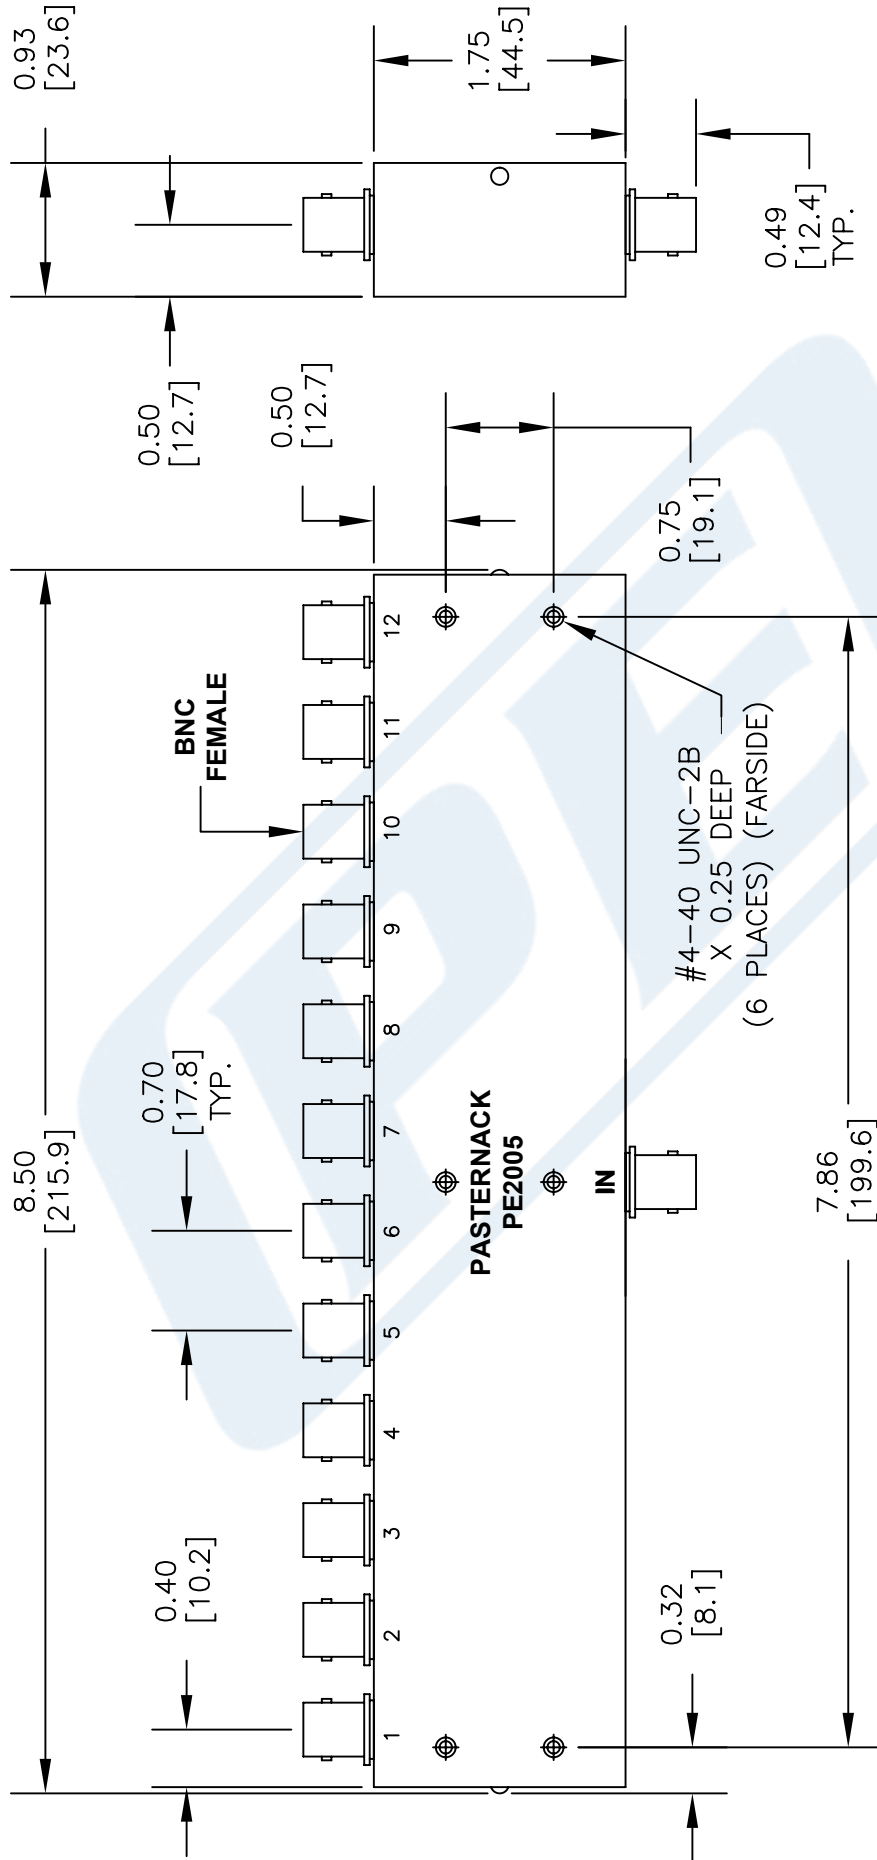 8.50
[215.9]
0.93
[23.6]
0.40
[10.2]
0.70
[17.8]
TYP.
BNC
FEMALE
0.50
[12.7]
0.50
[12.7]
1 2 3 4 5 6 7 8 9 10 11 12
1.75
[44.5]
PASTERNACK
PE2005
IN
0.75
[19.1]
0.49
[12.4]
TYP.
#4-40 UNC-2B
X 0.25 DEEP
(6 PLACES) (FARSIDE)
0.32
[8.1]
7.86
[199.6]
PE